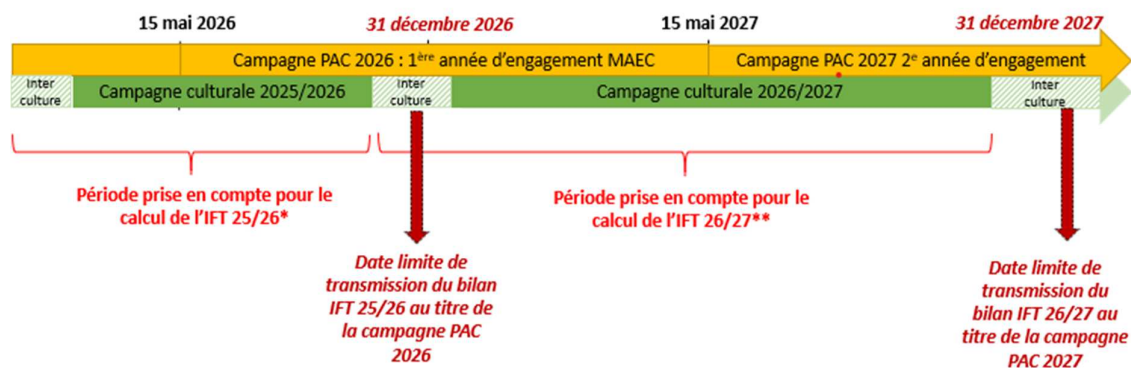 15 mai 2026
31 décembre 2026
15 mai 2027
31 décembre 2027
Campagne PAC 2026 : 1ère année d’engagement MAEC
Campagne PAC 2027 2e année d’engagement
Inter
culture
Campagne culturale 2025/2026
Inter
culture
Campagne culturale 2026/2027
Inter
culture
Période prise en compte pour le
calcul de l’IFT 25/26*
Période prise en compte pour le
calcul de l’IFT 26/27**
Date limite de
transmission du bilan
IFT 25/26 au titre de
la campagne PAC
2026
Date limite de
transmission du
bilan IFT 26/27 au
titre de la campagne
PAC 2027